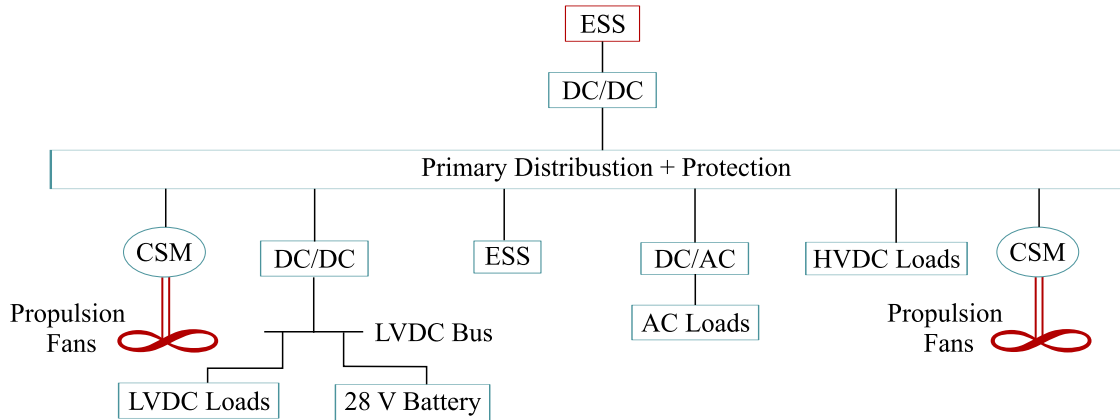 ESS
DC/DC
Primary Distribustion + Protection
CSM
DC/DC
ESS
DC/AC
HVDC Loads
CSM
Propulsion
Fans
LVDC Bus
AC Loads
Propulsion
Fans
LVDC Loads
28 V Battery